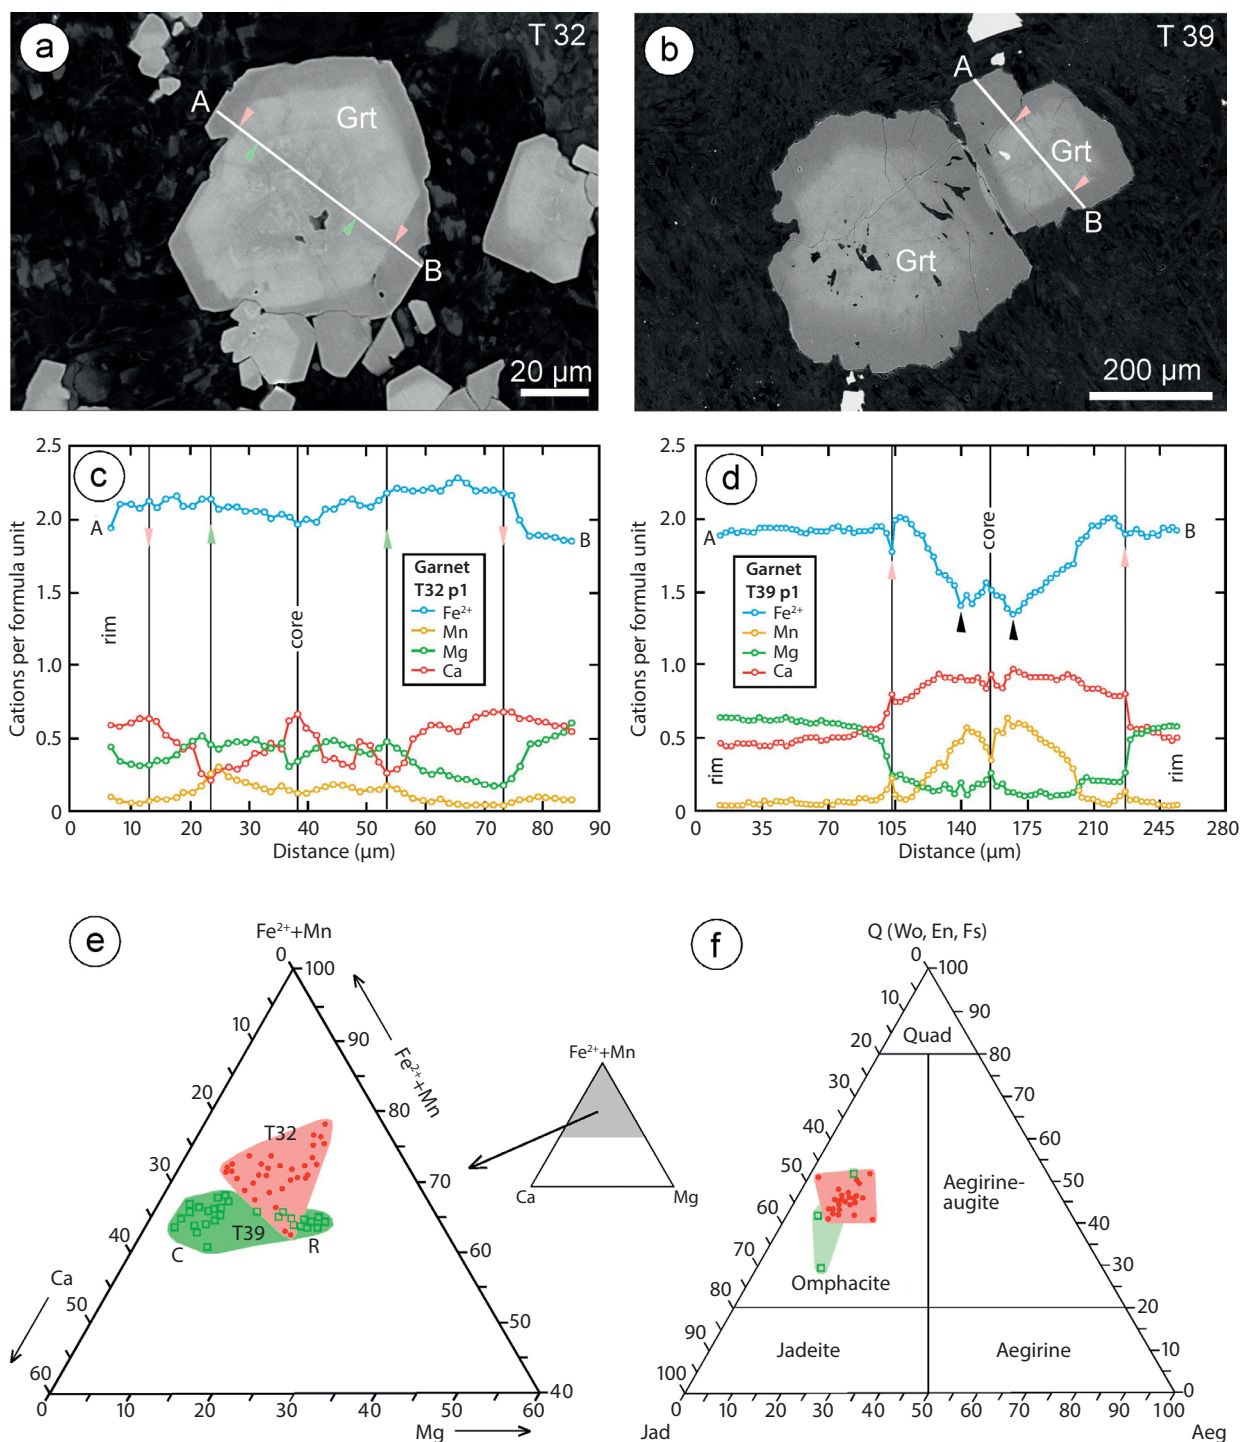 a
T 32
A
Grt
B
20 µm
b
T 39
A
Grt
B
Grt
200 µm
c
2.5
2.0
1.5
1.0
0.5
0
Cations per formula unit
A
B
rim
core
Garnet
T32 p1
Fe²⁺
Mn
Mg
Ca
0 10 20 30 40 50 60 70 80 90
Distance (µm)
d
2.5
2.0
1.5
1.0
0.5
0
Cations per formula unit
A
B
core
Garnet
T39 p1
Fe²⁺
Mn
Mg
Ca
rim
rim
0 35 70 105 140 175 210 245 280
Distance (µm)
e
Fe²⁺+Mn
0
100
10
90
Fe²⁺+Mn
20
80
T32
30
70
40
T39
C
R
60
Ca
50
50
60
40
0 10 20 30 40 50 60
Mg
Fe²⁺+Mn
Ca
Mg
f
Q (Wo, En, Fs)
0
100
10
90
Quad
20
80
30
70
40
60
50
50
Aegirine-
augite
60
40
70
30
Omphacite
80
20
Jadeite
Aegirine
90
10
100
0
0 10 20 30 40 50 60 70 80 90 100
Jad
Aeg